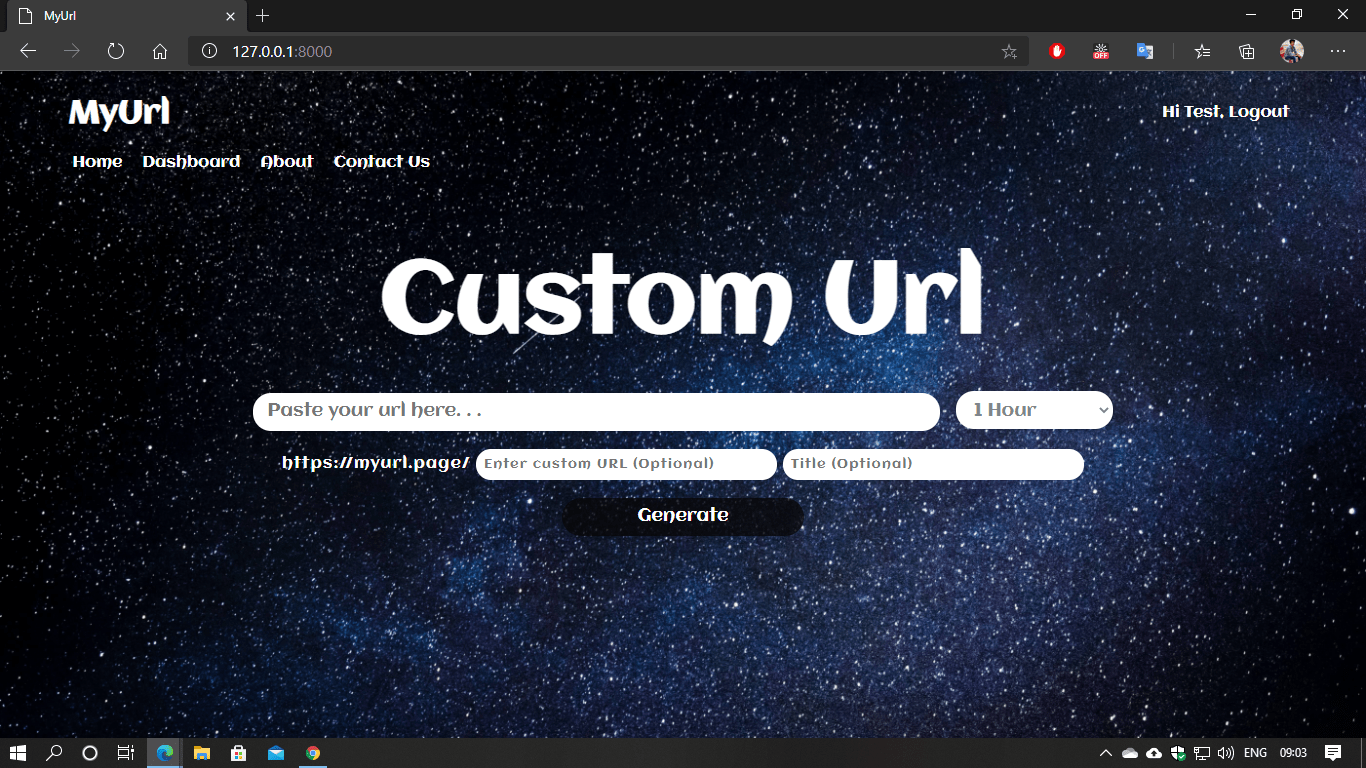 MyUrl
127.0.0.1:8000
OFF
MyUrl
Hi Test, Logout
Home Dashboard About Contact Us
Custom Url
Paste your url here. . .
1 Hour
https://myurl.page/ Enter custom URL (Optional) Title (Optional)
Generate
ENG 09:03